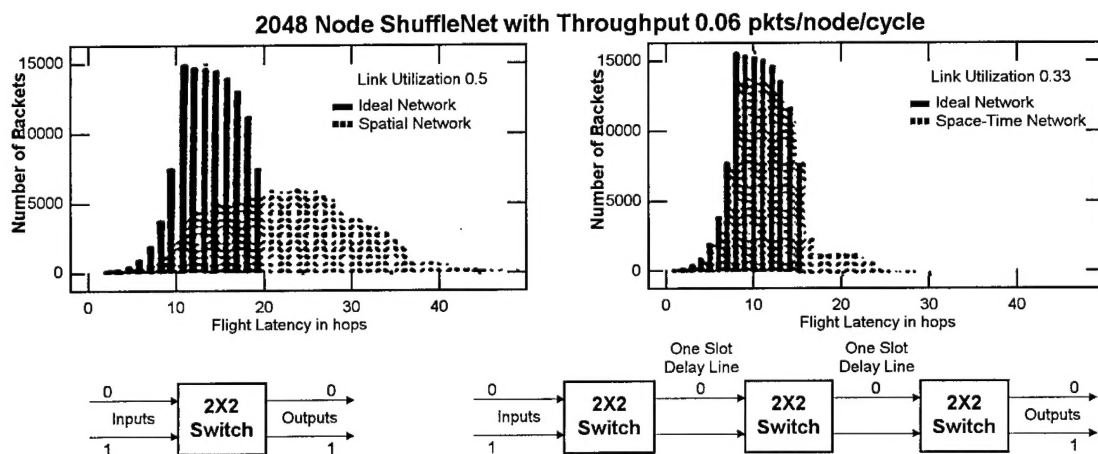 2048 Node ShuffleNet with Throughput 0.06 pkts/node/cycle
Number of Packets
15000
10000
5000
0
Link Utilization 0.5
Ideal Network
Spatial Network
0 10 20 30 40
Flight Latency in hops
Number of Packets
15000
10000
5000
0
Link Utilization 0.33
Ideal Network
Space-Time Network
0 10 20 30 40
Flight Latency in hops
0
Inputs
1
2X2
Switch
0
Outputs
1
0
Inputs
1
2X2
Switch
One Slot
Delay Line
0
2X2
Switch
One Slot
Delay Line
0
2X2
Switch
0
Outputs
1